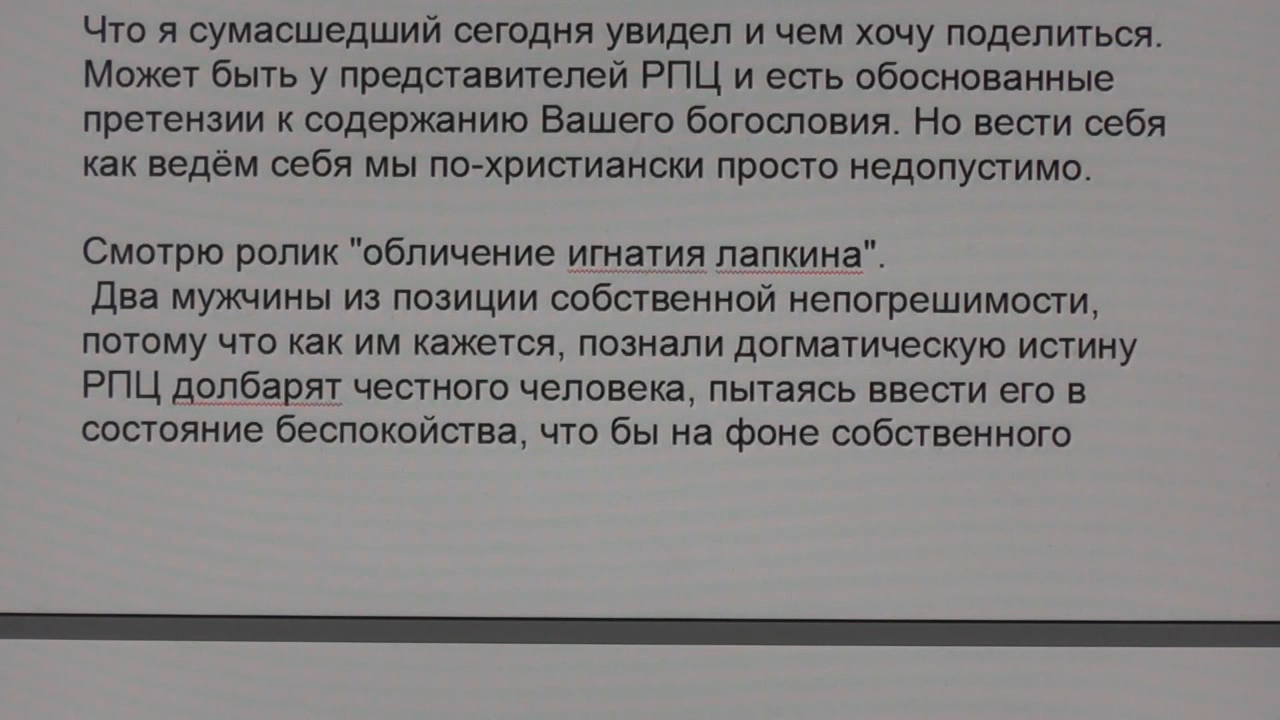 Что я сумасшедший сегодня увидел и чем хочу поделиться.
Может быть у представителей РПЦ и есть обоснованные
претензии к содержанию Вашего богословия. Но вести себя
как ведём себя мы по-христиански просто недопустимо.
Смотрю ролик "обличение игнатия лапкина".
Два мужчины из позиции собственной непогрешимости,
потому что как им кажется, познали догматическую истину
РПЦ долбарят честного человека, пытаясь ввести его в
состояние беспокойства, что бы на фоне собственного